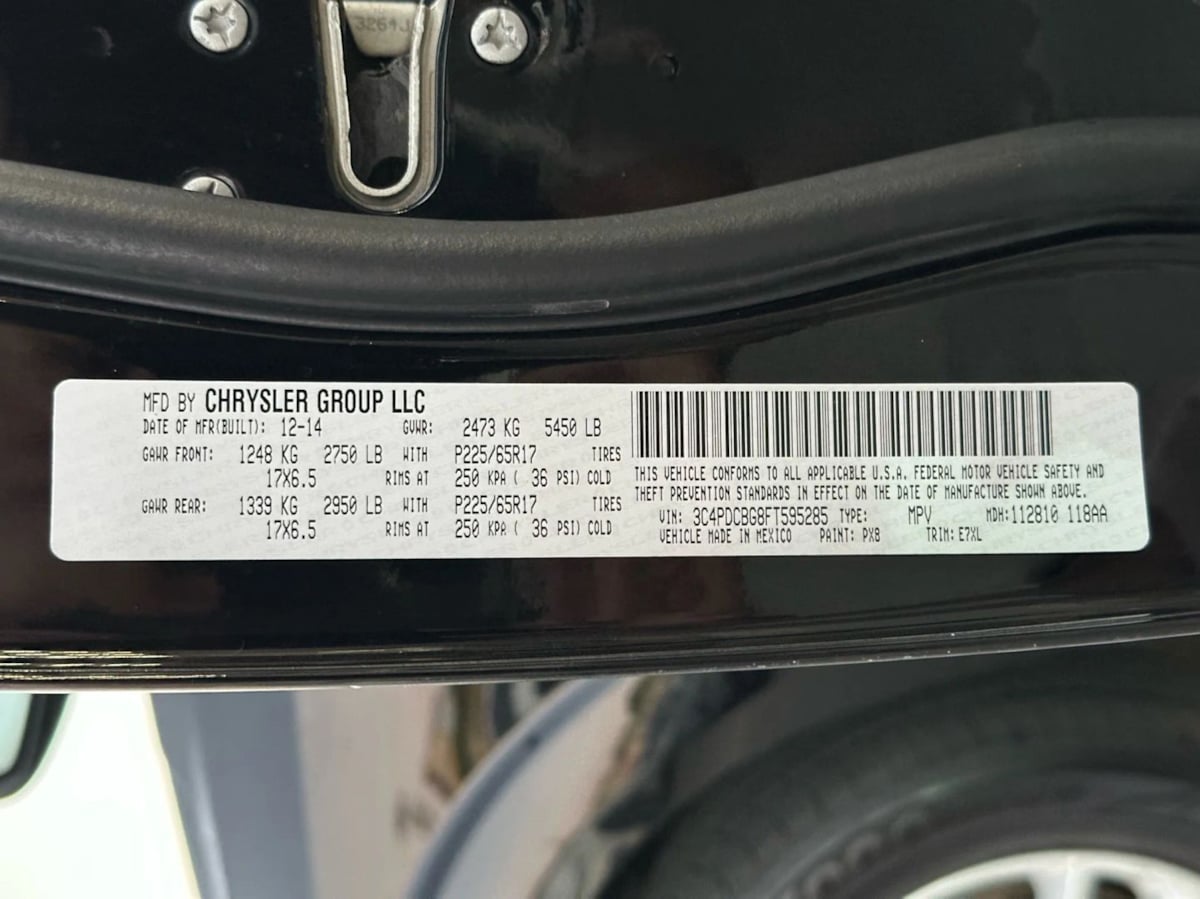 3264J
MFD BY CHRYSLER GROUP LLC
DATE OF MFR(BUILT): 12-14 GVWR: 2473 KG 5450 LB
GAWR FRONT: 1248 KG 2750 LB WITH P225/65R17 TIRES
17X6.5 RIMS AT 250 KPA ( 36 PSI) COLD
GAWR REAR: 1339 KG 2950 LB WITH P225/65R17 TIRES
17X6.5 RIMS AT 250 KPA ( 36 PSI) COLD
THIS VEHICLE CONFORMS TO ALL APPLICABLE U.S.A. FEDERAL MOTOR VEHICLE SAFETY AND
THEFT PREVENTION STANDARDS IN EFFECT ON THE DATE OF MANUFACTURE SHOWN ABOVE.
VIN: 3C4PDCBG8FT595285 TYPE: MPV MDH:112810 118AA
VEHICLE MADE IN MEXICO PAINT: PX8 TRIM: E7XL